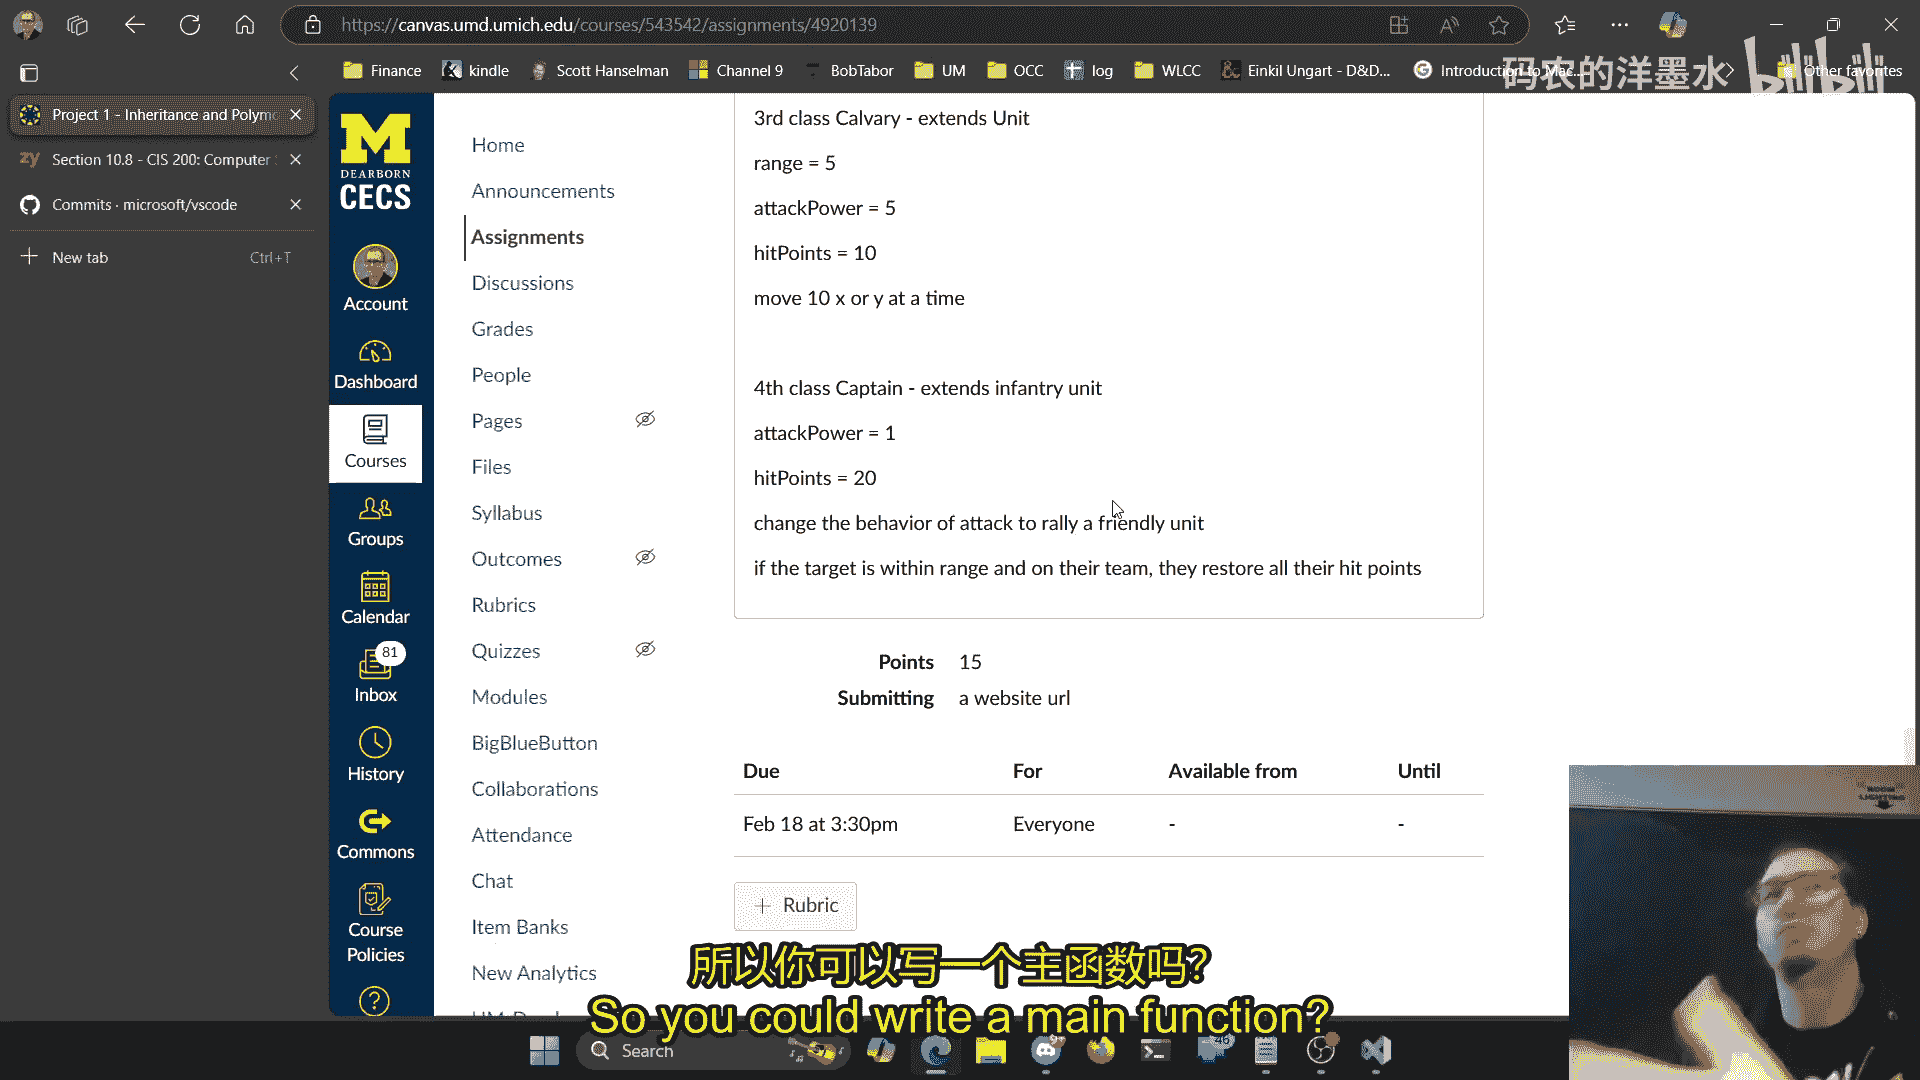 https://canvas.umd.umich.edu/courses/543542/assignments/4920139
Finance
kindle
Scott Hanselman
Channel 9
BobTabor
UM
OCC
log
WLCC
Einkil Ungart - D&D...
Introduction to Mac...
Other favorites
码农的洋墨水
bilibili
Project 1 - Inheritance and Polym
Section 10.8 - CIS 200: Computer
Commits · microsoft/vscode
New tab
Ctrl+T
M
DEARBORN
CECS
Account
Dashboard
Courses
Groups
Calendar
81
Inbox
History
Commons
Course
Policies
Home
Announcements
Assignments
Discussions
Grades
People
Pages
Files
Syllabus
Outcomes
Rubrics
Quizzes
Modules
BigBlueButton
Collaborations
Attendance
Chat
Item Banks
New Analytics
3rd class Calvary - extends Unit
range = 5
attackPower = 5
hitPoints = 10
move 10 x or y at a time
4th class Captain - extends infantry unit
attackPower = 1
hitPoints = 20
change the behavior of attack to rally a friendly unit
if the target is within range and on their team, they restore all their hit points
Points 15
Submitting a website url
Due For Available from Until
Feb 18 at 3:30pm Everyone - -
+ Rubric
所以你可以写一个主函数吗?
So you could write a main function?
Search